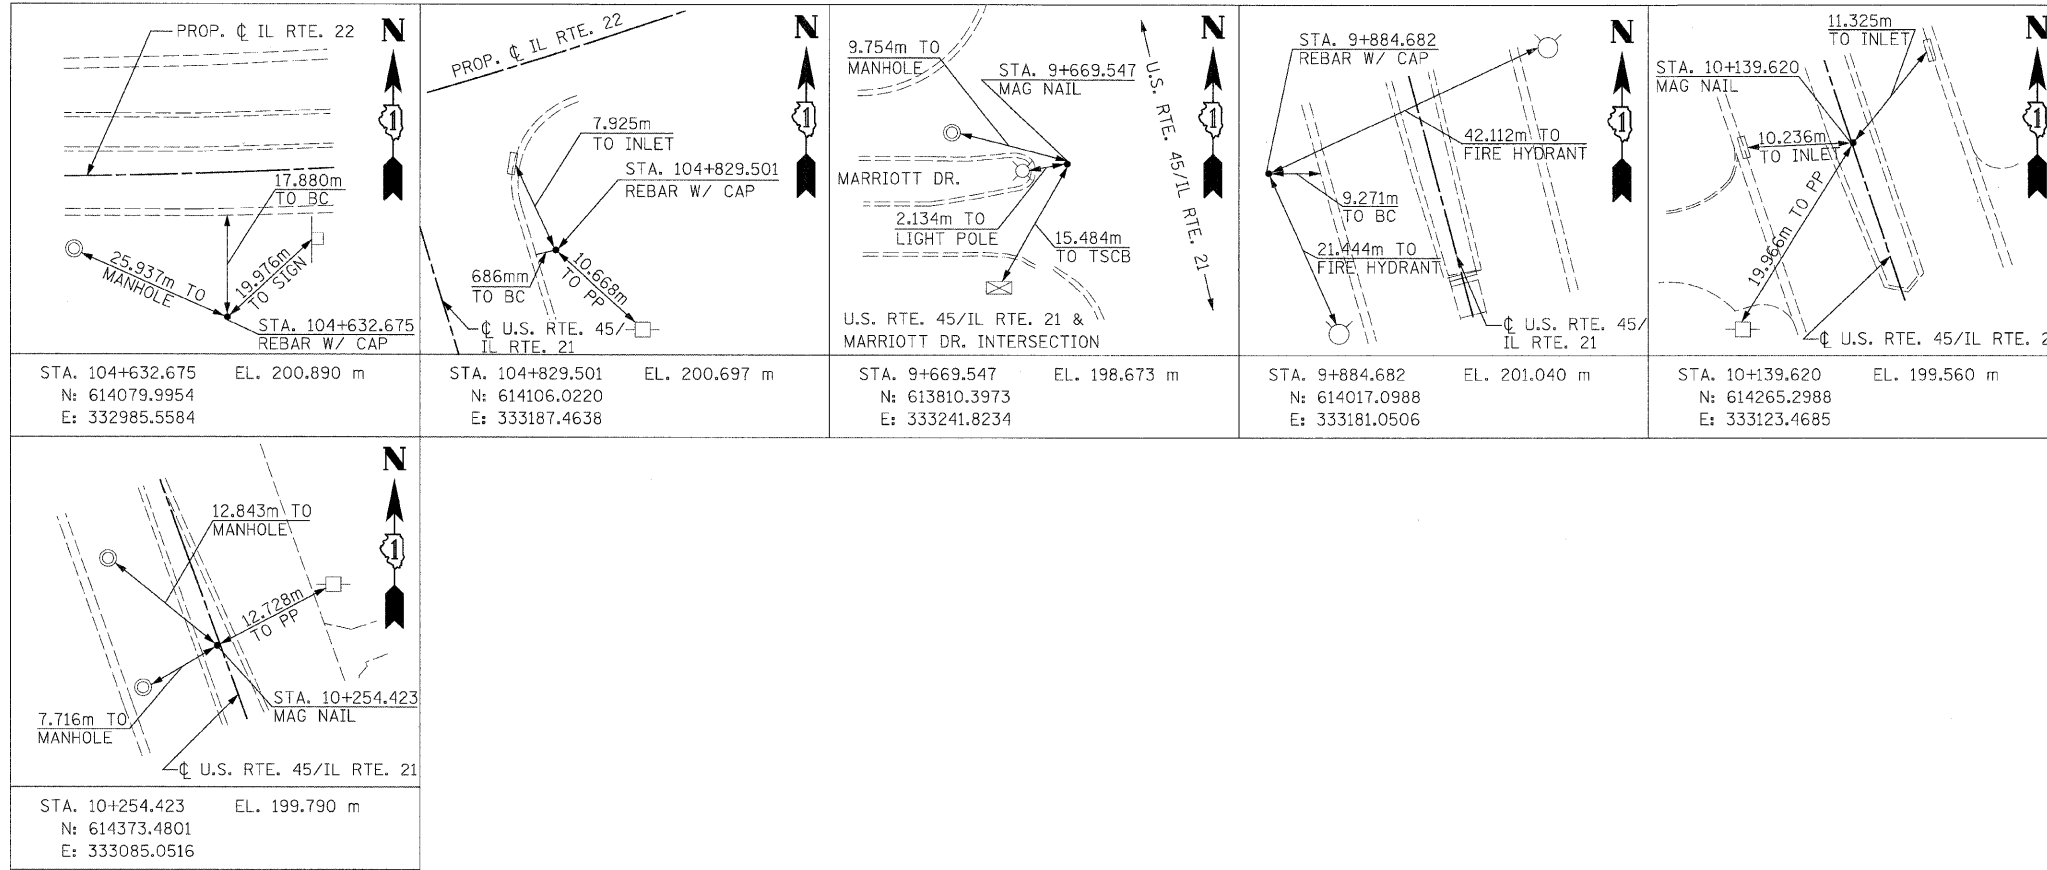 PROP. ℄ IL RTE. 22
N
1
17.880m
TO BC
25.937m TO
MANHOLE
19.976m
TO SIGN
STA. 104+632.675
REBAR W/ CAP
STA. 104+632.675 EL. 200.890 m
N: 614079.9954
E: 332985.5584
PROP. ℄ IL RTE. 22
N
1
7.925m
TO INLET
STA. 104+829.501
REBAR W/ CAP
686mm
TO BC
10.668m
TO PP
℄ U.S. RTE. 45/
IL RTE. 21
STA. 104+829.501 EL. 200.697 m
N: 614106.0220
E: 333187.4638
9.754m TO
MANHOLE
STA. 9+669.547
MAG NAIL
U.S. RTE. 45/IL RTE. 21
N
1
MARRIOTT DR.
2.134m TO
LIGHT POLE
15.484m
TO TSCB
U.S. RTE. 45/IL RTE. 21 &
MARRIOTT DR. INTERSECTION
STA. 9+669.547 EL. 198.673 m
N: 613810.3973
E: 333241.8234
STA. 9+884.682
REBAR W/ CAP
N
1
42.112m TO
FIRE HYDRANT
9.271m
TO BC
21.444m TO
FIRE HYDRANT
℄ U.S. RTE. 45/
IL RTE. 21
STA. 9+884.682 EL. 201.040 m
N: 614017.0988
E: 333181.0506
11.325m
TO INLET
N
1
STA. 10+139.620
MAG NAIL
10.236m
TO INLET
19.966m TO PP
℄ U.S. RTE. 45/IL RTE. 2
STA. 10+139.620 EL. 199.560 m
N: 614265.2988
E: 333123.4685
N
1
12.843m TO
MANHOLE
12.728m
TO PP
STA. 10+254.423
MAG NAIL
7.716m TO
MANHOLE
℄ U.S. RTE. 45/IL RTE. 21
STA. 10+254.423 EL. 199.790 m
N: 614373.4801
E: 333085.0516